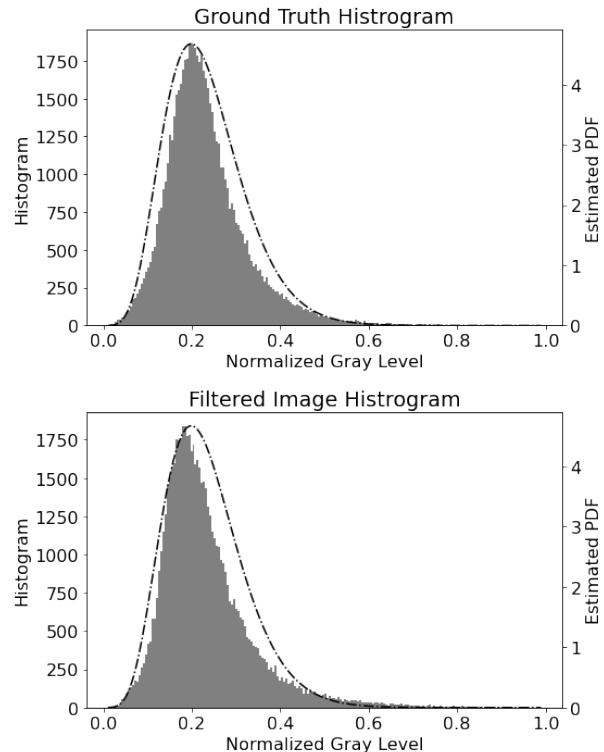 Ground Truth Histrogram
1750
1500
1250
1000
750
500
250
0
Histogram
4
3
2
1
0
Estimated PDF
0.0 0.2 0.4 0.6 0.8 1.0
Normalized Gray Level
Filtered Image Histrogram
1750
1500
1250
1000
750
500
250
0
Histogram
4
3
2
1
0
Estimated PDF
0.0 0.2 0.4 0.6 0.8 1.0
Normalized Gray Level